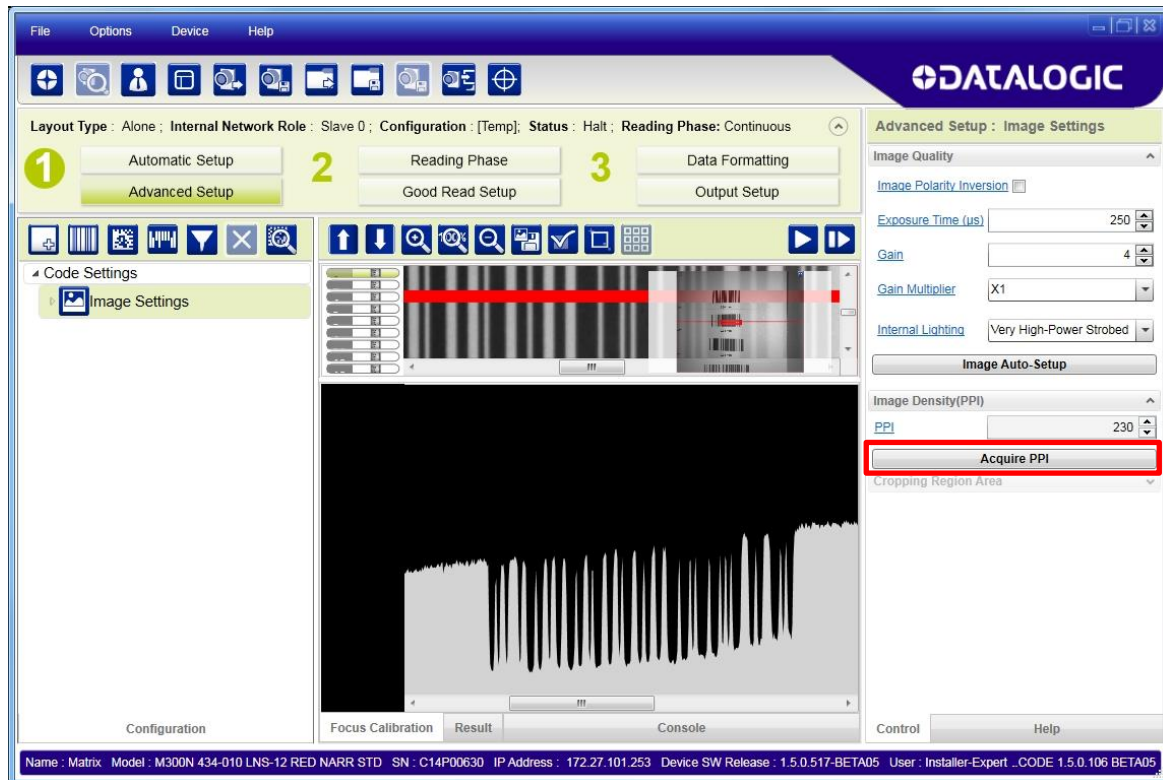 File Options Device Help
DATALOGIC
Layout Type : Alone ; Internal Network Role : Slave 0 ; Configuration : [Temp]; Status : Halt ; Reading Phase: Continuous
1
Automatic Setup
Advanced Setup
2
Reading Phase
Good Read Setup
3
Data Formatting
Output Setup
Code Settings
Image Settings
Configuration
Focus Calibration Result Console
Advanced Setup : Image Settings
Image Quality
Image Polarity Inversion
Exposure Time (µs) 250
Gain 4
Gain Multiplier X1
Internal Lighting Very High-Power Strobed
Image Auto-Setup
Image Density(PPI)
PPI 230
Acquire PPI
Cropping Region Area
Control Help
Name : Matrix Model : M300N 434-010 LNS-12 RED NARR STD SN : C14P00630 IP Address : 172.27.101.253 Device SW Release : 1.5.0.517-BETA05 User : Installer-Expert ..CODE 1.5.0.106 BETA05